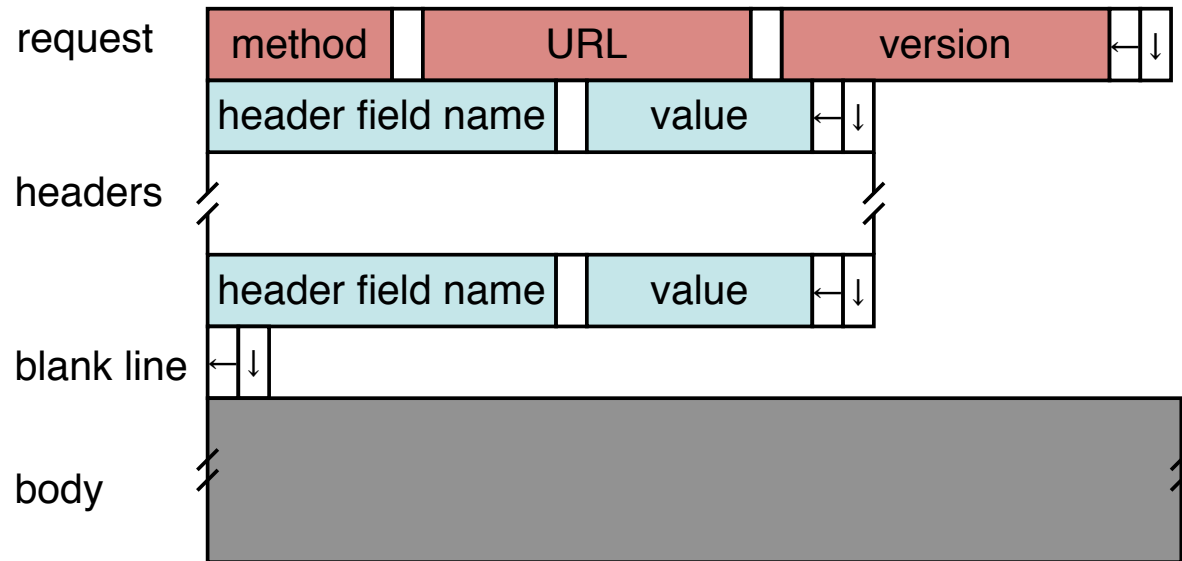 request method URL version ← ↓
header field name value ← ↓
headers
header field name value ← ↓
blank line ← ↓
body